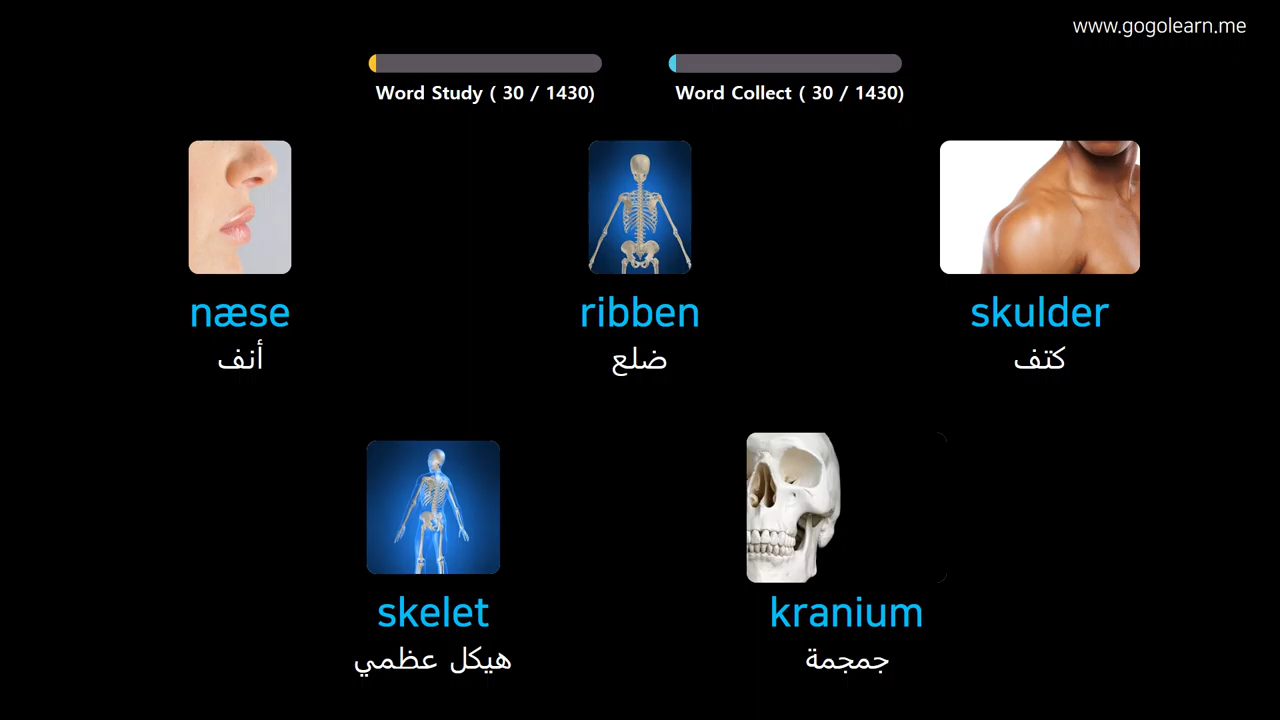 www.gogolearn.me
Word Study ( 30 / 1430)
Word Collect ( 30 / 1430)
næse
أنف
ribben
ضلع
skulder
كتف
skelet
هيكل عظمي
kranium
جمجمة